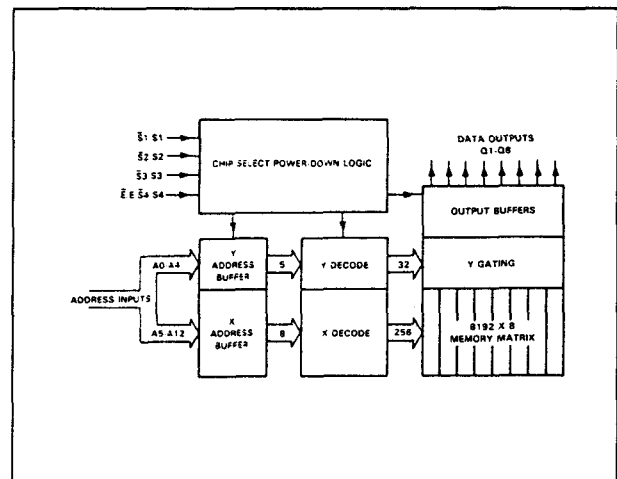 S̅1 S1
S̅2 S2
S̅3 S3
E̅ E S̅4 S4
CHIP SELECT POWER-DOWN LOGIC
DATA OUTPUTS
Q1-Q8
OUTPUT BUFFERS
ADDRESS INPUTS
A0-A4
Y
ADDRESS
BUFFER
5
Y DECODE
32
Y GATING
A5-A12
X
ADDRESS
BUFFER
8
X DECODE
256
8192 X 8
MEMORY MATRIX